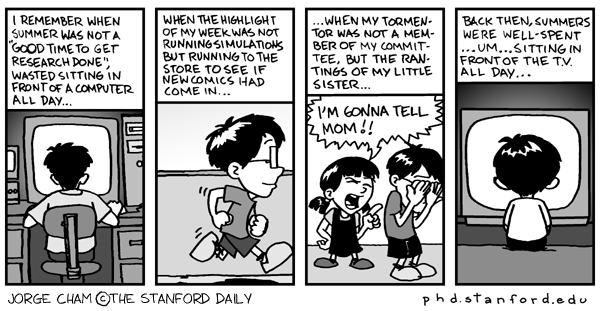 I REMEMBER WHEN
SUMMER WAS NOT A
"GOOD TIME TO GET
RESEARCH DONE",
WASTED SITTING IN
FRONT OF A COMPUTER
ALL DAY...
WHEN THE HIGHLIGHT
OF MY WEEK WAS NOT
RUNNING SIMULATIONS
BUT RUNNING TO THE
STORE TO SEE IF
NEW COMICS HAD
COME IN...
...WHEN MY TORMEN-
TOR WAS NOT A MEM-
BER OF MY COMMIT-
TEE, BUT THE RAN-
TINGS OF MY LITTLE
SISTER...
I'M GONNA TELL
MOM!!
BACK THEN, SUMMERS
WERE WELL-SPENT
...UM...SITTING IN
FRONT OF THE T.V.
ALL DAY...
JORGE CHAM ©THE STANFORD DAILY
phd.stanford.edu